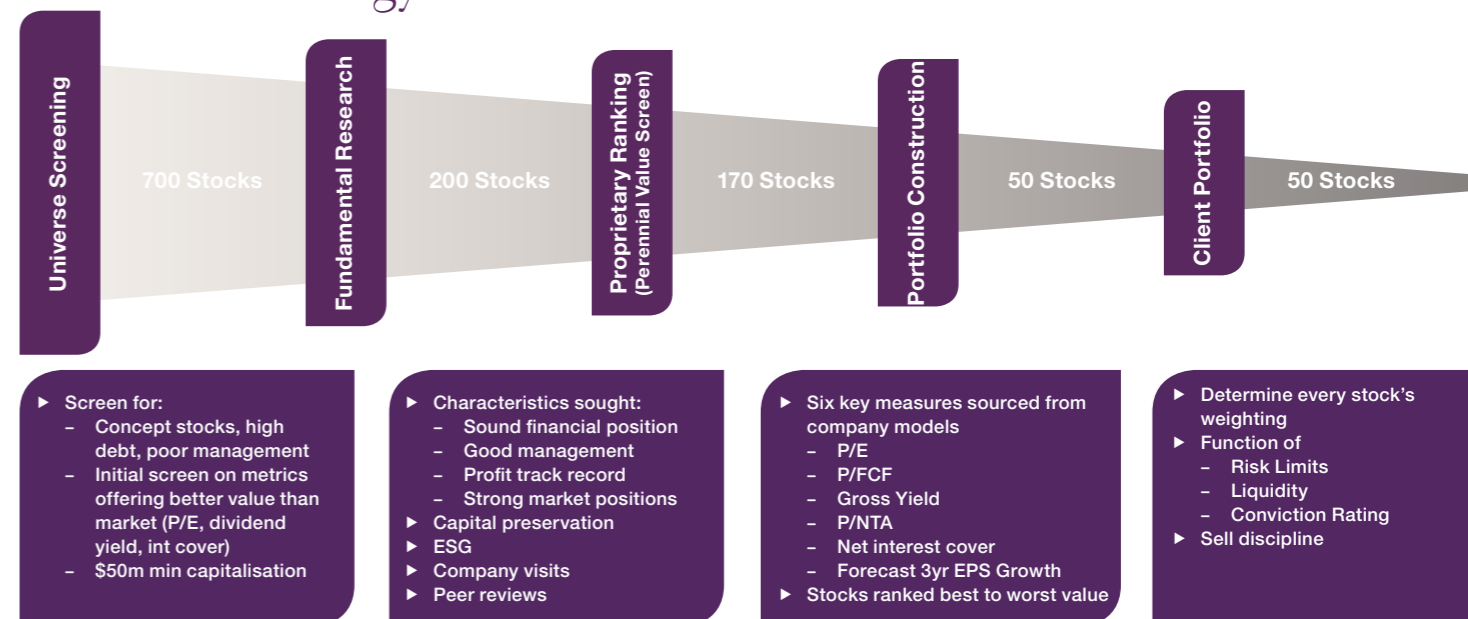 Universe Screening
700 Stocks
Fundamental Research
200 Stocks
Proprietary Ranking
(Perennial Value Screen)
170 Stocks
Portfolio Construction
50 Stocks
Client Portfolio
50 Stocks
▶ Screen for:
– Concept stocks, high
debt, poor management
– Initial screen on metrics
offering better value than
market (P/E, dividend
yield, int cover)
– $50m min capitalisation
▶ Characteristics sought:
– Sound financial position
– Good management
– Profit track record
– Strong market positions
▶ Capital preservation
▶ ESG
▶ Company visits
▶ Peer reviews
▶ Six key measures sourced from
company models
– P/E
– P/FCF
– Gross Yield
– P/NTA
– Net interest cover
– Forecast 3yr EPS Growth
▶ Stocks ranked best to worst value
▶ Determine every stock’s
weighting
▶ Function of
– Risk Limits
– Liquidity
– Conviction Rating
▶ Sell discipline